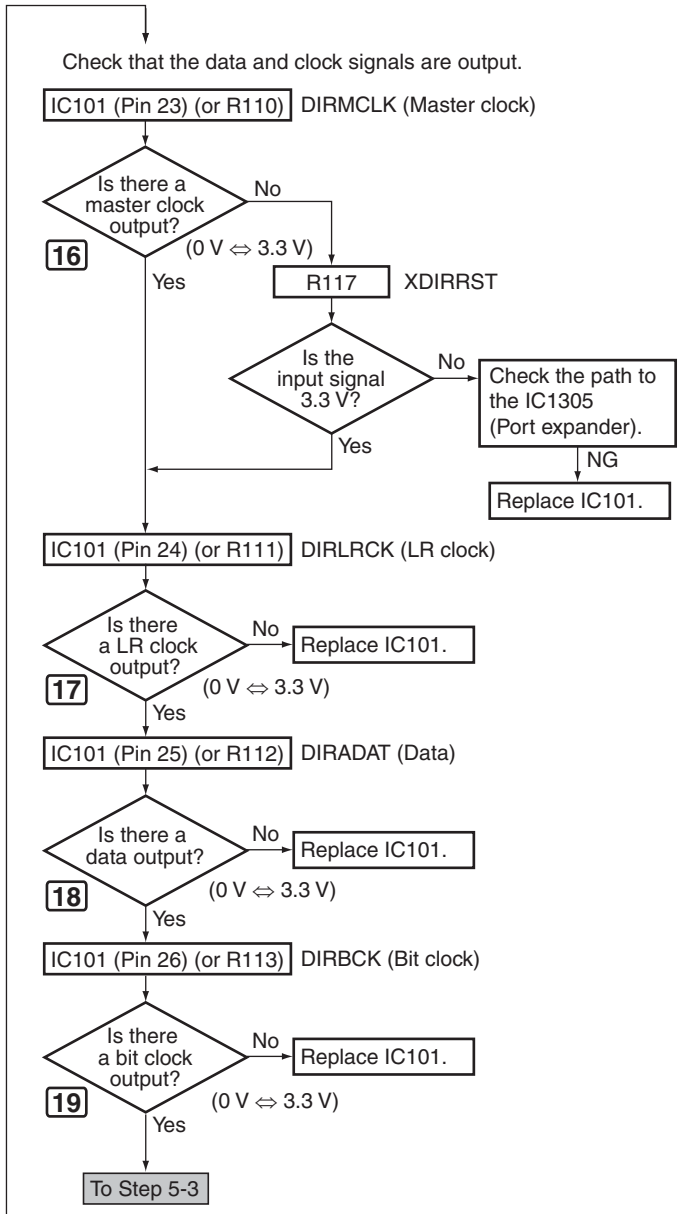 Check that the data and clock signals are output.
IC101 (Pin 23) (or R110)
DIRMCLK (Master clock)
Is there a
master clock
output?
No
16
(0 V ⇔ 3.3 V)
Yes
R117
XDIRRST
Is the
input signal
3.3 V?
No
Check the path to
the IC1305
(Port expander).
Yes
NG
Replace IC101.
IC101 (Pin 24) (or R111)
DIRLRCK (LR clock)
Is there
a LR clock
output?
No
Replace IC101.
17
(0 V ⇔ 3.3 V)
Yes
IC101 (Pin 25) (or R112)
DIRADAT (Data)
Is there a
data output?
No
Replace IC101.
18
(0 V ⇔ 3.3 V)
Yes
IC101 (Pin 26) (or R113)
DIRBCK (Bit clock)
Is there
a bit clock
output?
No
Replace IC101.
19
(0 V ⇔ 3.3 V)
Yes
To Step 5-3